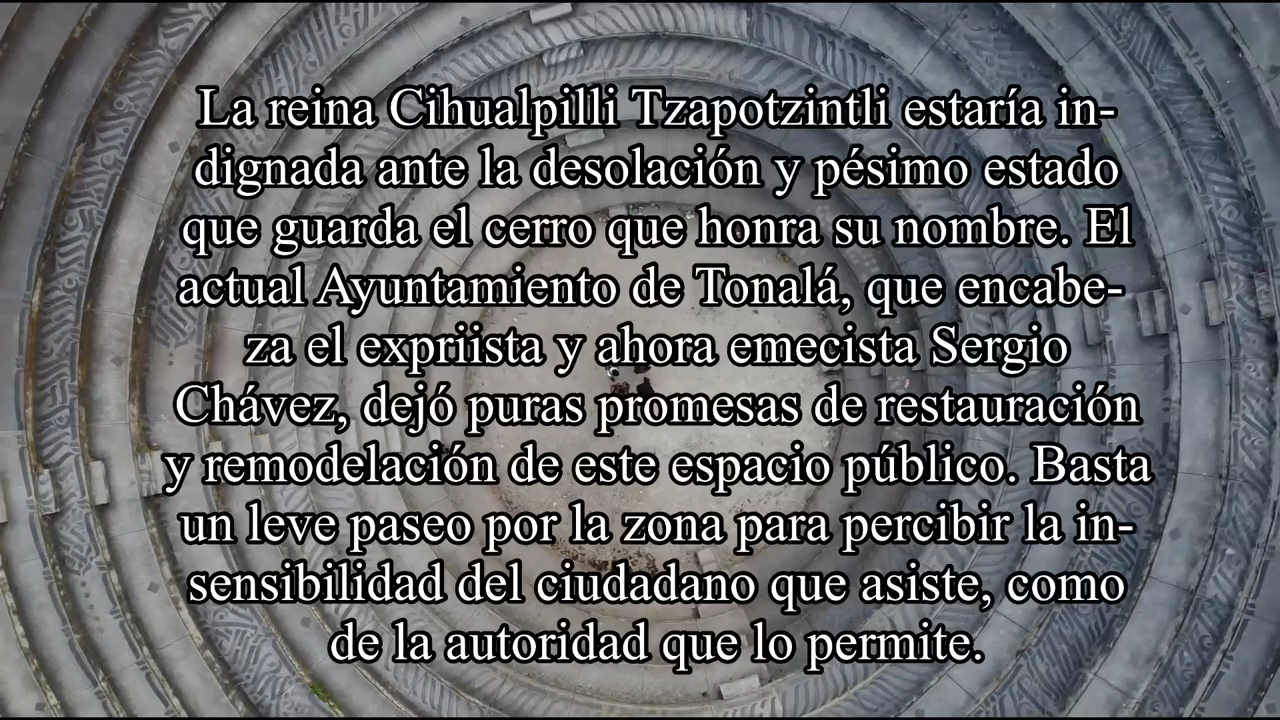 La reina Cihualpilli Tzapotzintli estaría in-
dignada ante la desolación y pésimo estado
que guarda el cerro que honra su nombre. El
actual Ayuntamiento de Tonalá, que encabe-
za el expriista y ahora emecista Sergio
Chávez, dejó puras promesas de restauración
y remodelación de este espacio público. Basta
un leve paseo por la zona para percibir la in-
sensibilidad del ciudadano que asiste, como
de la autoridad que lo permite.